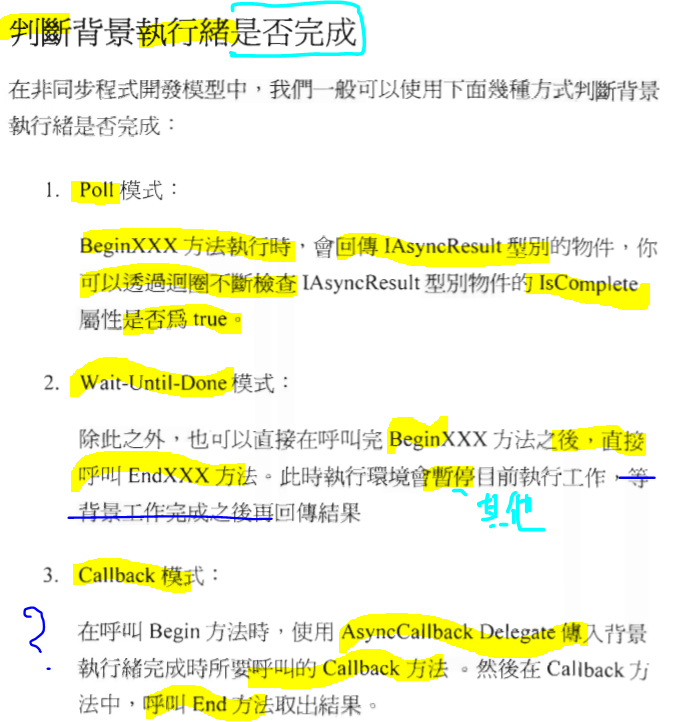 判斷背景執行緒是否完成
在非同步程式開發模型中，我們一般可以使用下面幾種方式判斷背景
執行緒是否完成：
1. Poll 模式：
BeginXXX 方法執行時，會回傳 IAsyncResult 型別的物件，你
可以透過迴圈不斷檢查 IAsyncResult 型別物件的 IsComplete
屬性是否為 true。
2. Wait-Until-Done 模式：
除此之外，也可以直接在呼叫完 BeginXXX 方法之後，直接
呼叫 EndXXX 方法。此時執行環境會暫停目前執行工作，等
背景工作完成之後再回傳結果
其他
3. Callback 模式：
?
在呼叫 Begin 方法時，使用 AsyncCallback Delegate 傳入背景
執行緒完成時所要呼叫的 Callback 方法 。然後在 Callback 方
法中，呼叫 End 方法取出結果。